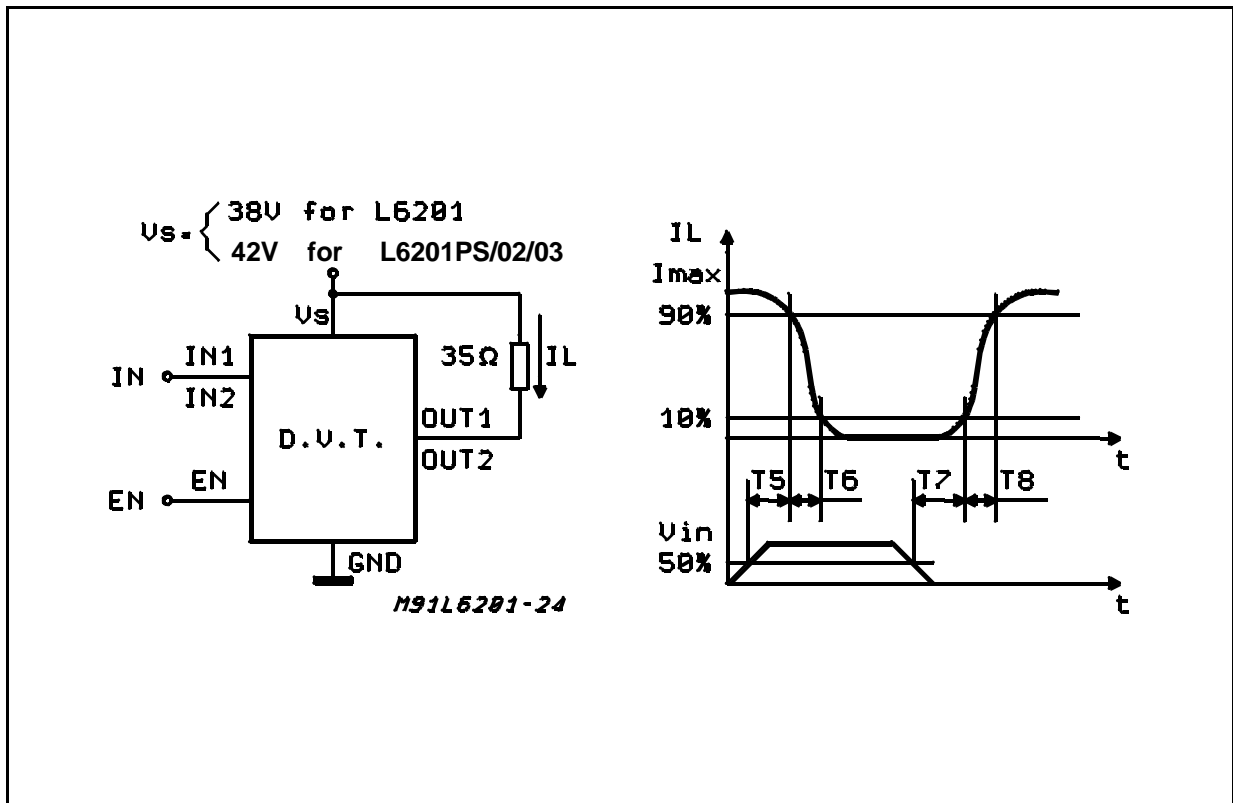 Vs= 38V for L6201
42V for L6201PS/02/03
Vs
IN
IN1
IN2
EN
EN
D.V.T.
35Ω
IL
OUT1
OUT2
GND
M91L6201-24
IL
Imax
90%
10%
t
T5
T6
T7
T8
Vin
50%
t